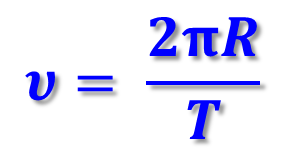 υ = 2πR / T